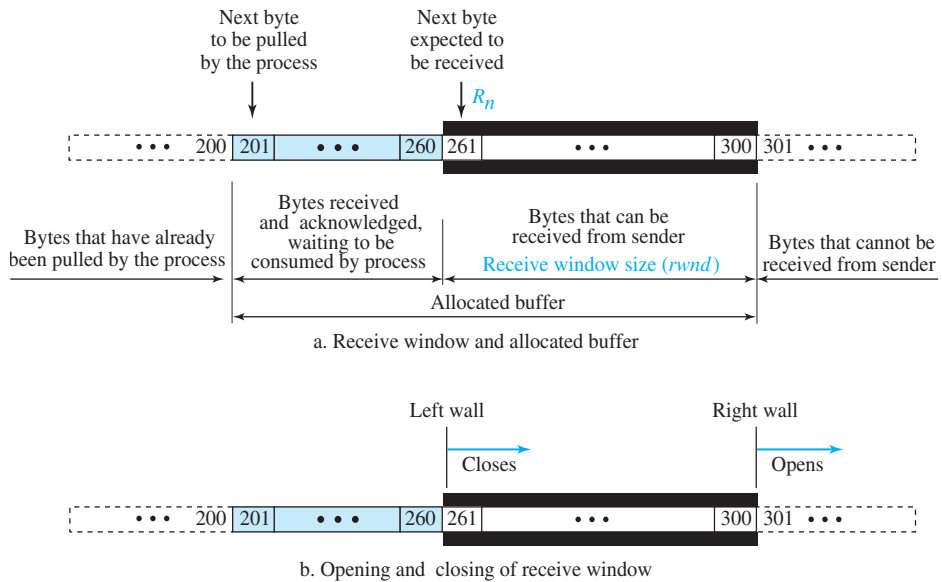 Next byte
to be pulled
by the process
Next byte
expected to
be received
Rn
••• 200 201 ••• 260 261 ••• 300 301 •••
Bytes that have already
been pulled by the process
Bytes received
and acknowledged,
waiting to be
consumed by process
Bytes that can be
received from sender
Receive window size (rwnd)
Bytes that cannot be
received from sender
Allocated buffer
a. Receive window and allocated buffer
Left wall
Right wall
Closes
Opens
••• 200 201 ••• 260 261 ••• 300 301 •••
b. Opening and closing of receive window